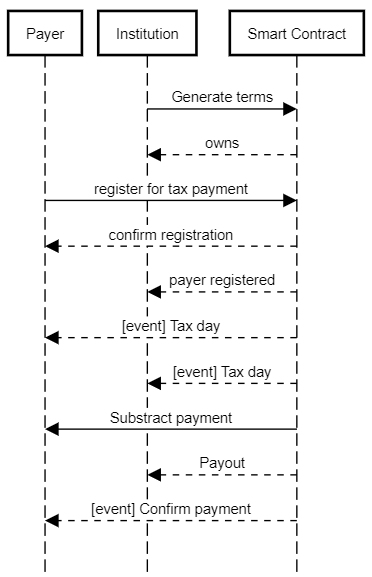 Payer
Institution
Smart Contract
Generate terms
owns
register for tax payment
confirm registration
payer registered
[event] Tax day
[event] Tax day
Substract payment
Payout
[event] Confirm payment